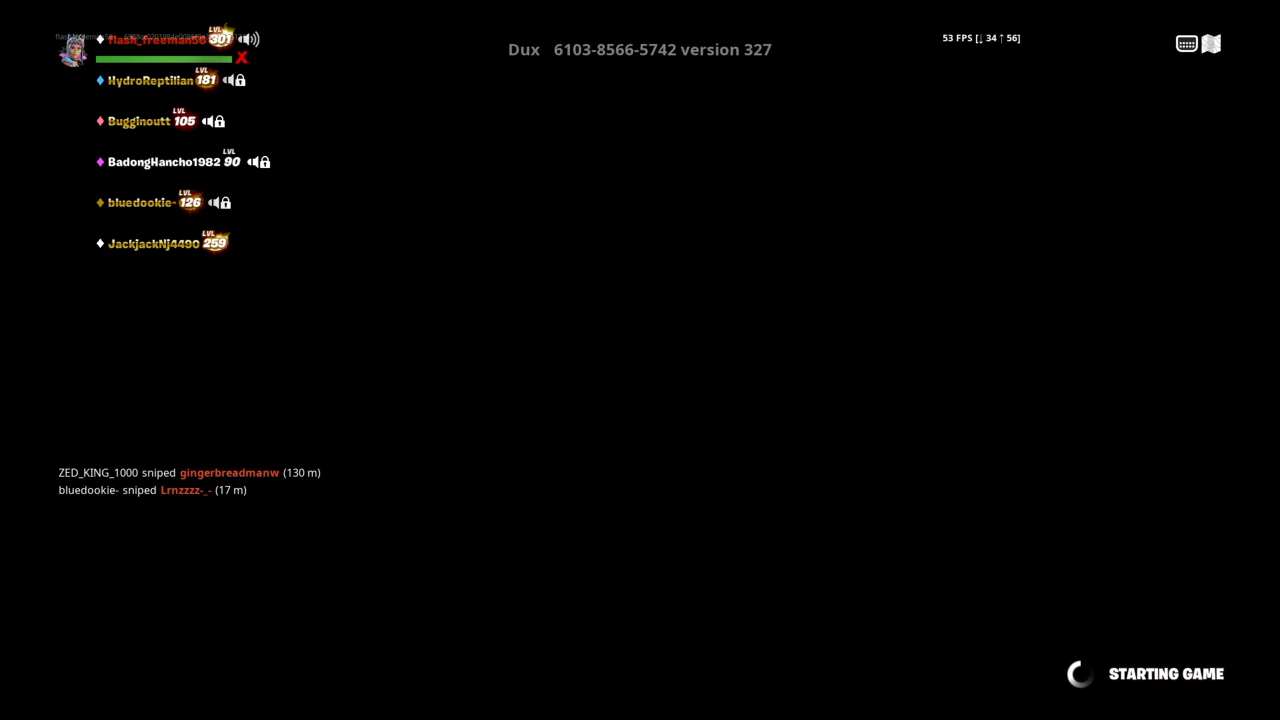 flash_freeman56 LVL 301
HydroReptilian LVL 181
Bugginoutt LVL 105
BadongHancho1982 LVL 90
bluedookie- LVL 126
JackjackNj4490 LVL 259
Dux 6103-8566-5742 version 327
53 FPS [↓ 34 ↑ 56]
ZED_KING_1000 sniped gingerbreadmanw (130 m)
bluedookie- sniped Lrnzzzz-_- (17 m)
STARTING GAME